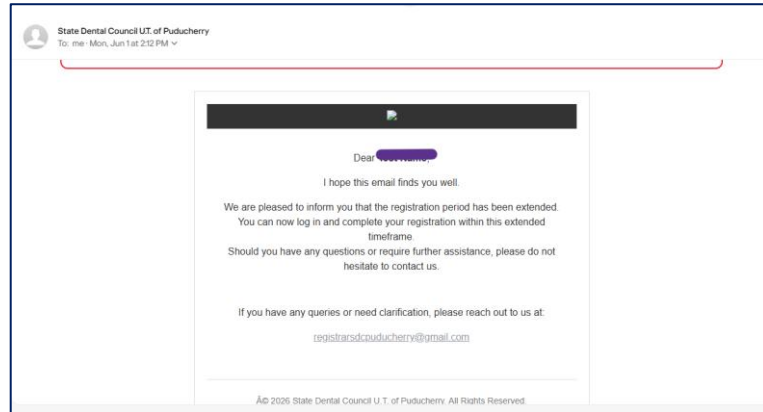 State Dental Council U.T. of Puducherry
To: me · Mon, Jun 1 at 2:12 PM
Dear
I hope this email finds you well.
We are pleased to inform you that the registration period has been extended.
You can now log in and complete your registration within this extended
timeframe.
Should you have any questions or require further assistance, please do not
hesitate to contact us.
If you have any queries or need clarification, please reach out to us at:
registrarsdcpuducherry@gmail.com
Â© 2026 State Dental Council U.T. of Puducherry. All Rights Reserved.